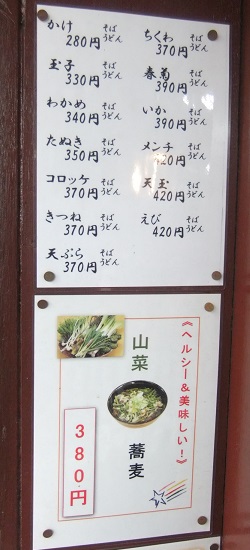 かけ そばうどん 280円
玉子 そばうどん 330円
わかめ そばうどん 340円
たぬき そばうどん 350円
コロッケ そばうどん 370円
きつね そばうどん 370円
天ぷら そばうどん 370円
ちくわ そばうどん 370円
春菊 そばうどん 390円
いか そばうどん 390円
メンチ そばうどん 420円
天玉 そばうどん 420円
えび そばうどん 420円
《ヘルシー&美味しい!》
山菜
蕎麦
380円